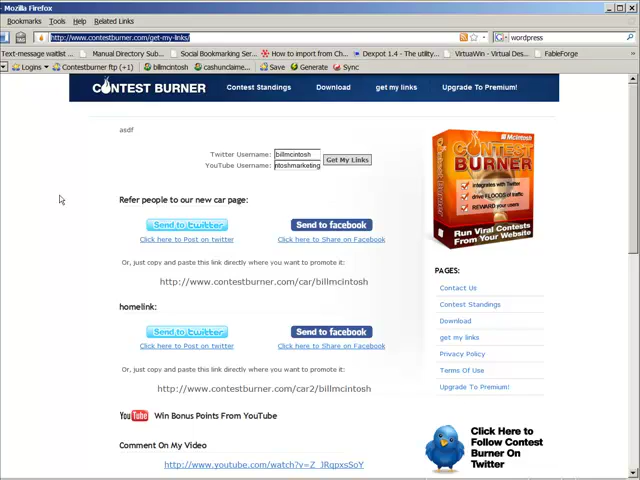 Mozilla Firefox
Bookmarks Tools Help Related Links
http://www.contestburner.com/get-my-links/
wordpress
Text-message waitlist ... Manual Directory Sub... Social Bookmarking Ser... How to import from Ch... Dexpot 1.4 - The utilit... VirtuaWin - Virtual Des... FableForge
Logins Contestburner ftp (+1) billmcintosh cashunclaime... Save Generate Sync
CONTEST BURNER
Contest Standings Download get my links Upgrade To Premium!
asdf
Twitter Username: billmcintosh
YouTube Username: ntoshmarketing
Get My Links
Refer people to our new car page:
Send to twitter Send to facebook
Click here to Post on twitter Click here to Share on Facebook
Or, just copy and paste this link directly where you want to promote it:
http://www.contestburner.com/car/billmcintosh
homelink:
Send to twitter Send to facebook
Click here to Post on twitter Click here to Share on Facebook
Or, just copy and paste this link directly where you want to promote it:
http://www.contestburner.com/car2/billmcintosh
YouTube Win Bonus Points From YouTube
Comment On My Video
http://www.youtube.com/watch?v=Z_JRqpxsSoY
McIntosh
CONTEST
BURNER
integrates with Twitter
drive FLOODS of traffic
REWARD your users
Run Viral Contests
From Your Website
PAGES:
Contact Us
Contest Standings
Download
get my links
Privacy Policy
Terms Of Use
Upgrade To Premium!
Click Here to
Follow Contest
Burner On
Twitter